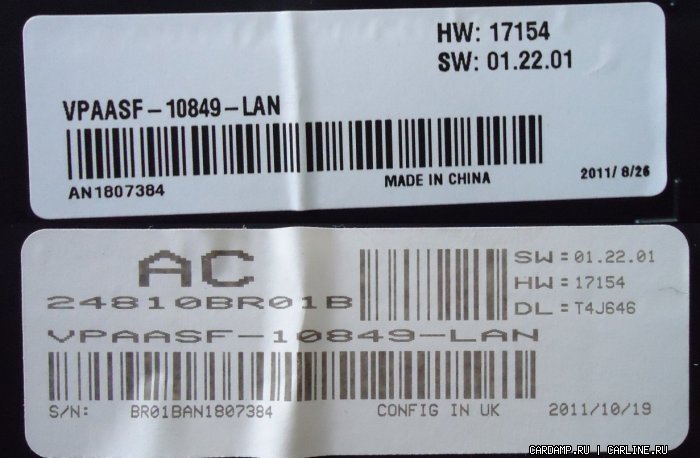 HW: 17154
SW: 01.22.01
VPAASF-10849-LAN
AN1807384
MADE IN CHINA
2011/ 8/26
AC
24810BR01B
SW = 01.22.01
HW = 17154
DL = T4J646
VPAASF-10849-LAN
S/N: BR01BAN1807384 CONFIG IN UK 2011/10/19
CARDAMP.RU | CARLINE.RU